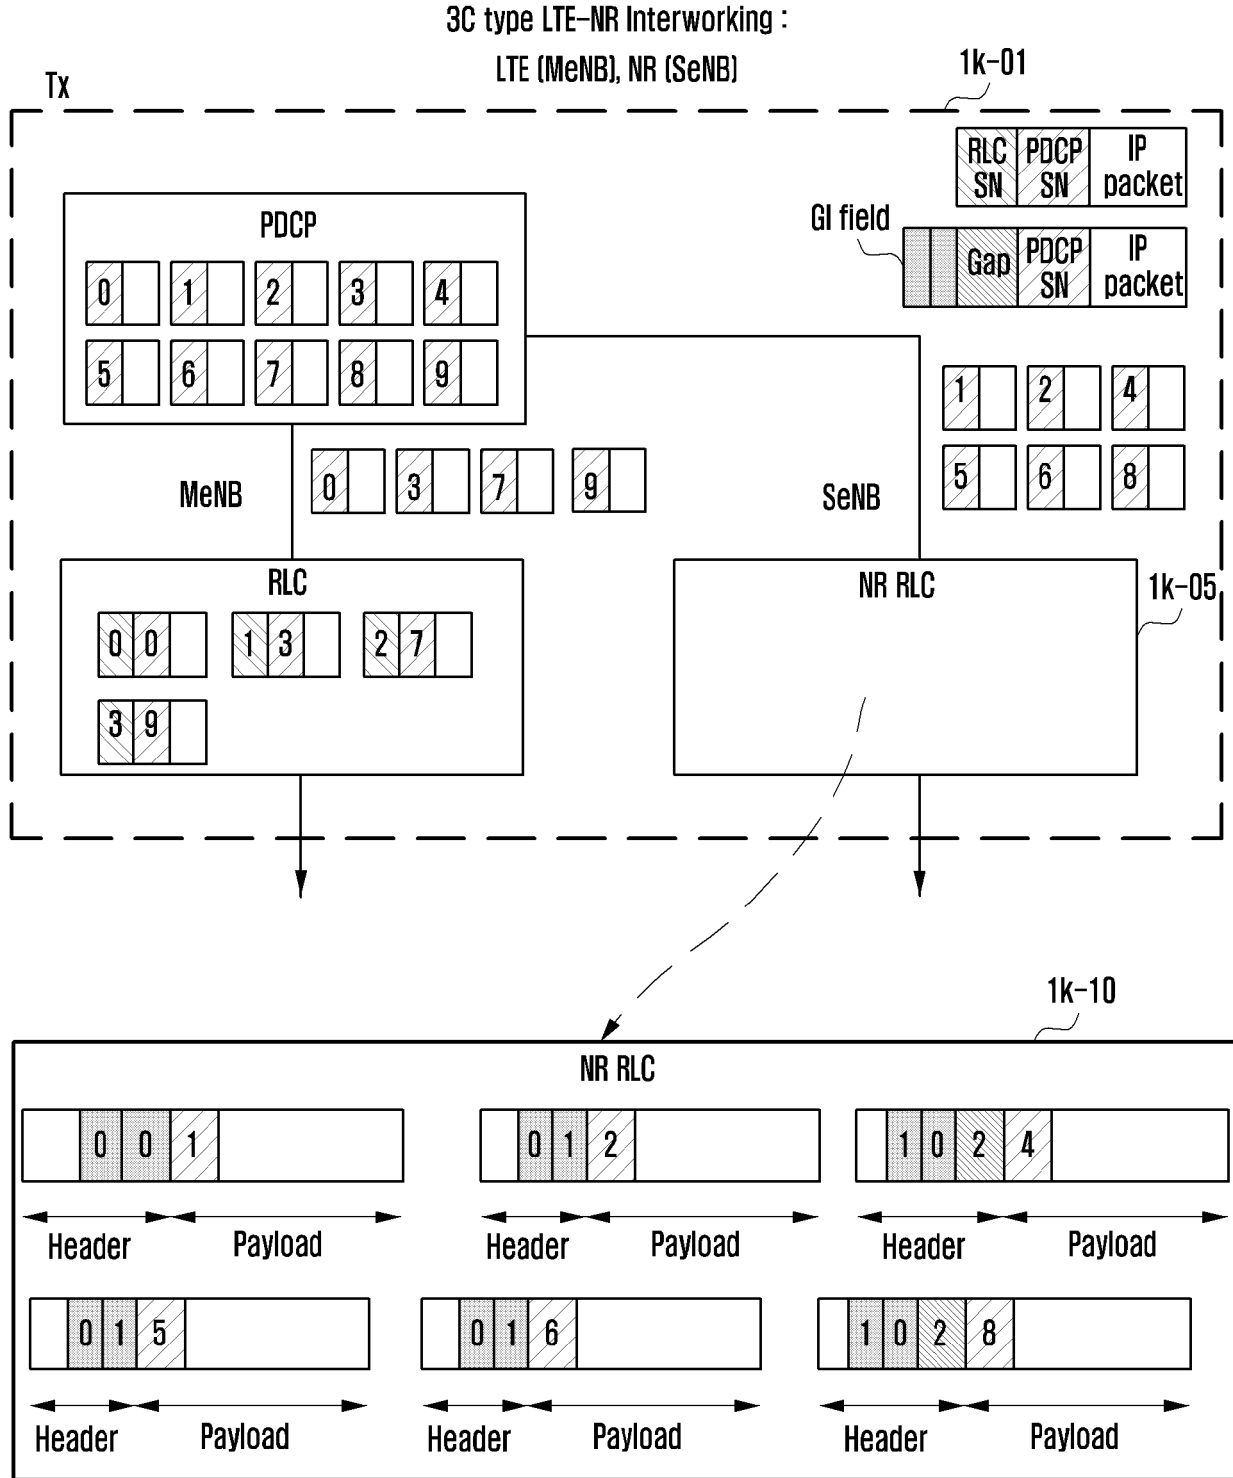 3C type LTE-NR Interworking :
LTE (MeNB), NR (SeNB)
1k-01
Tx
RLC SN PDCP SN IP packet
GI field
Gap PDCP SN IP packet
PDCP
0 1 2 3 4
5 6 7 8 9
1 2 4
5 6 8
MeNB
0 3 7 9
SeNB
RLC
0 0 1 3 2 7
3 9
NR RLC
1k-05
1k-10
NR RLC
0 0 1 0 1 2 1 0 2 4
Header Payload Header Payload Header Payload
0 1 5 0 1 6 1 0 2 8
Header Payload Header Payload Header Payload